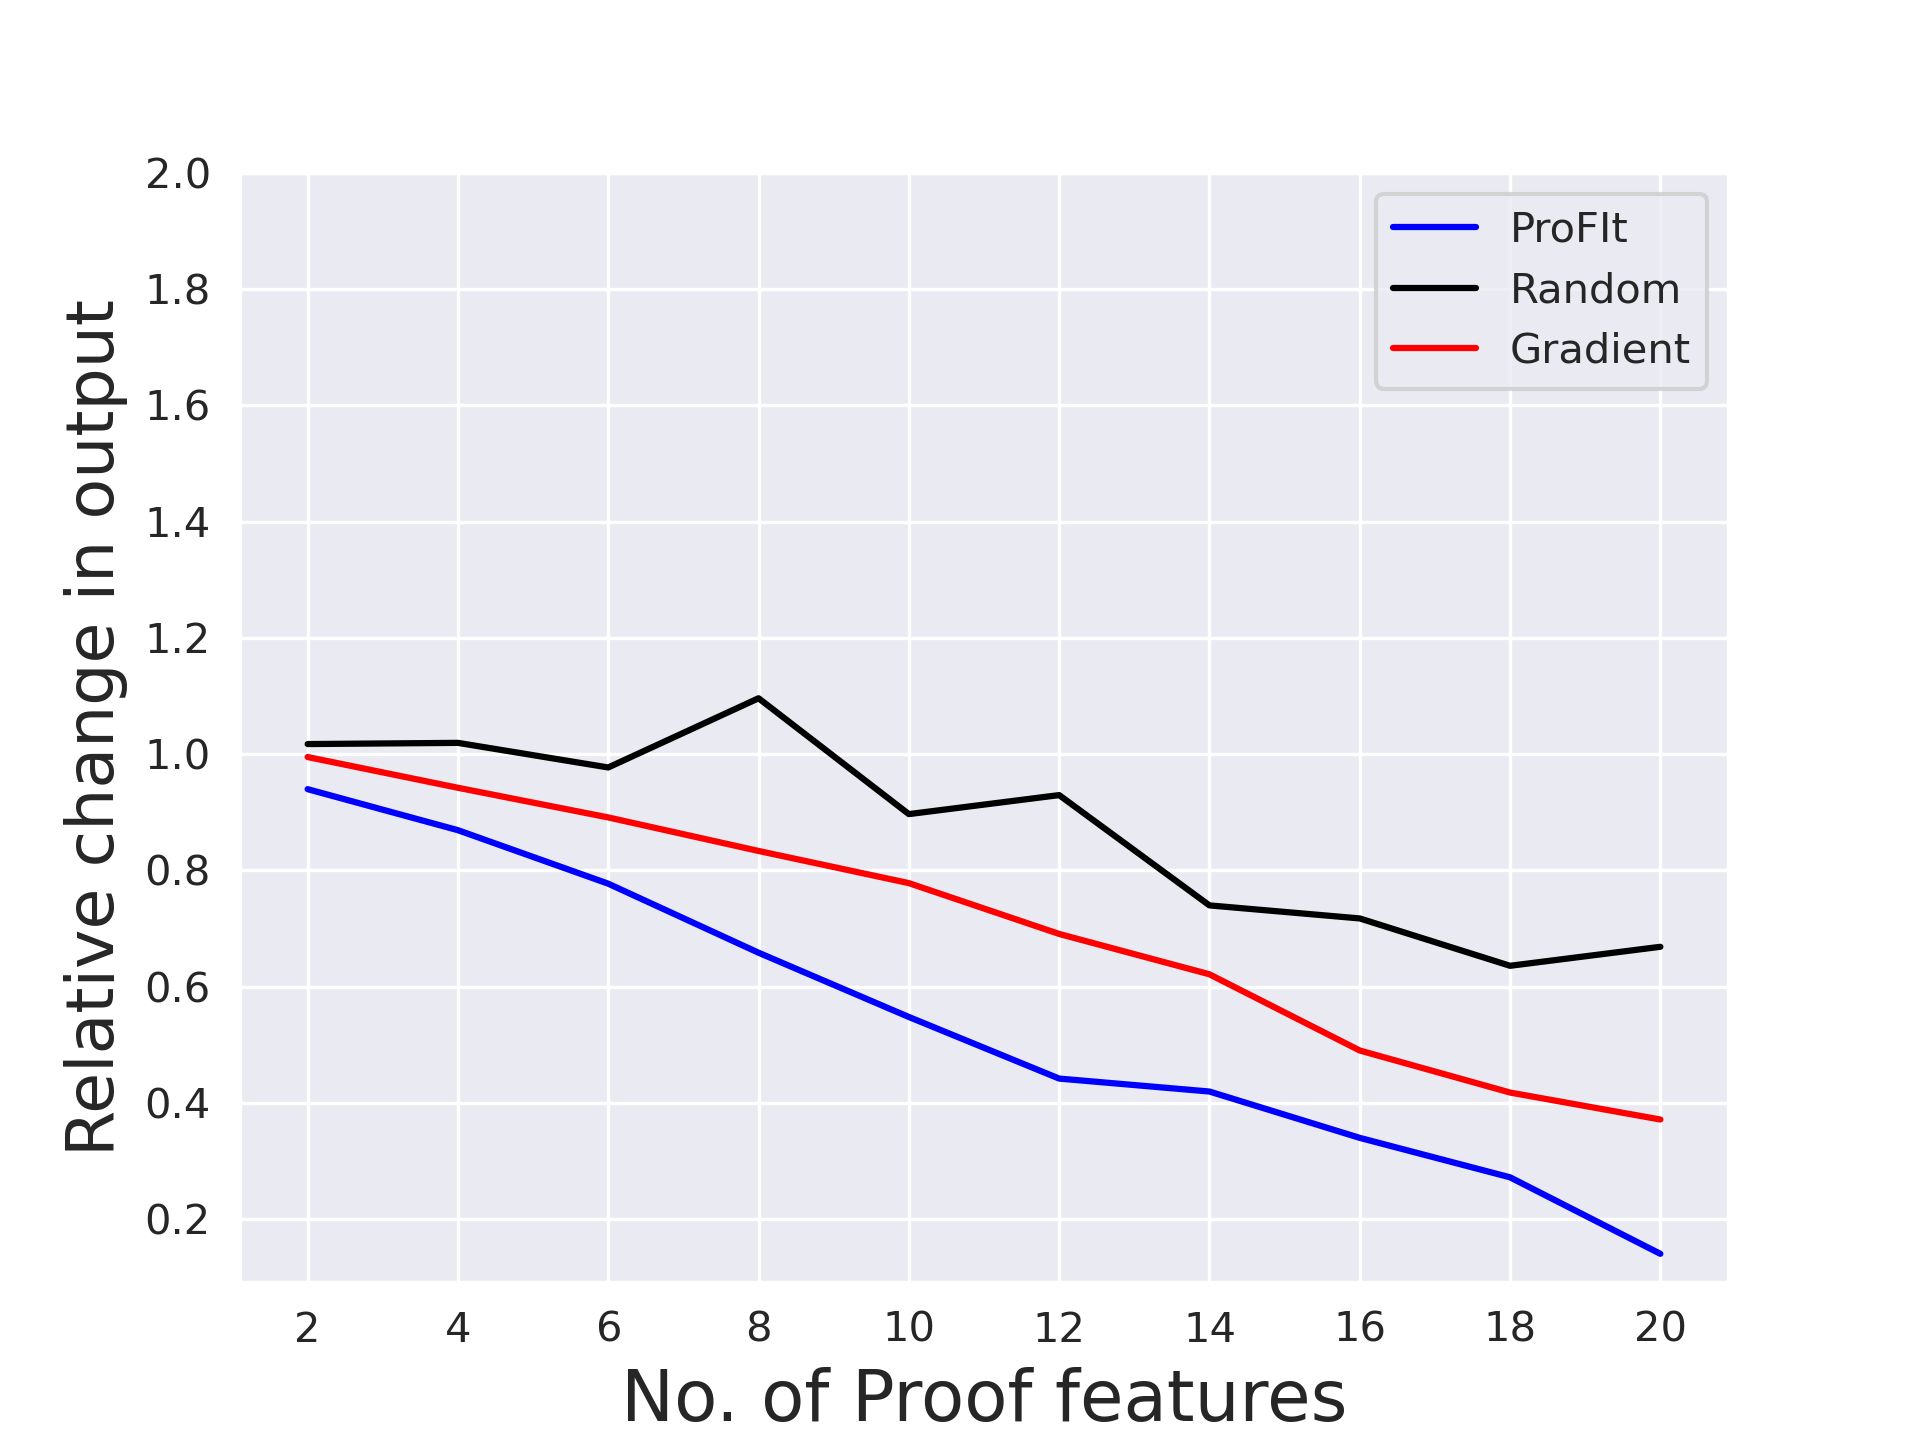 2.0
1.8
1.6
1.4
1.2
1.0
0.8
0.6
0.4
0.2
Relative change in output
ProFIt
Random
Gradient
2 4 6 8 10 12 14 16 18 20
No. of Proof features